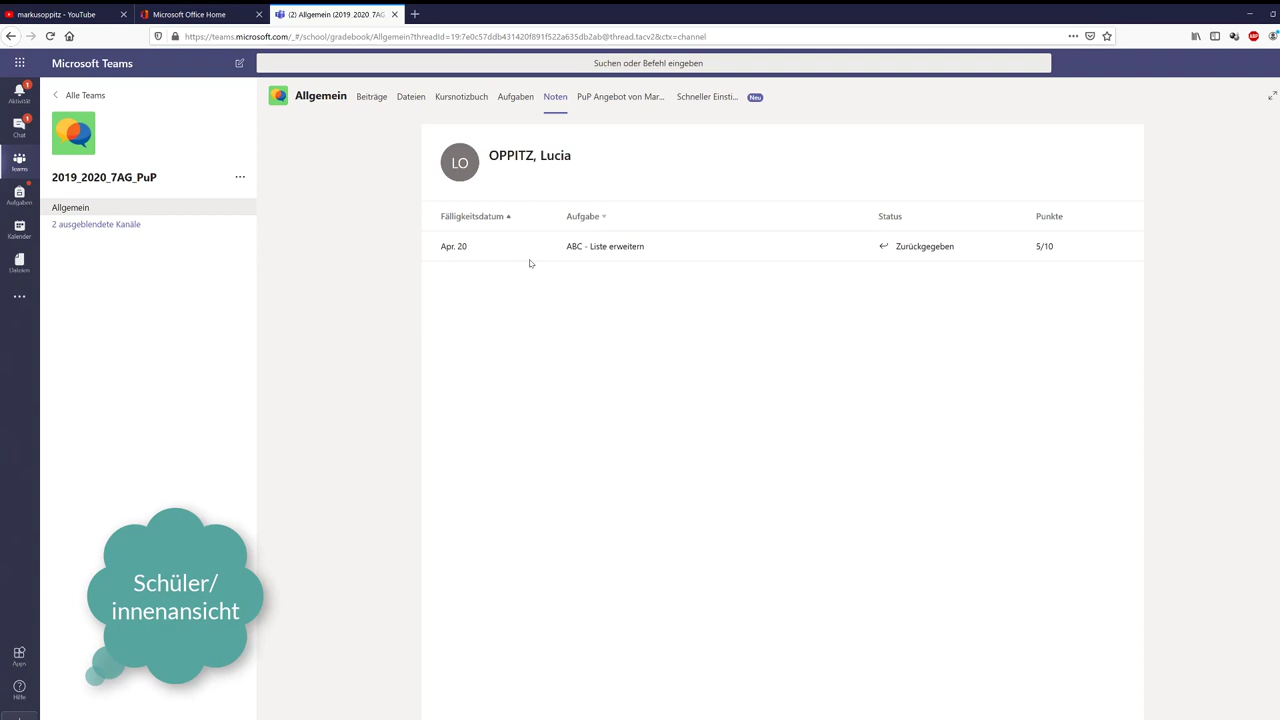 markusoppitz - YouTube
Microsoft Office Home
(2) Allgemein (2019_2020_7AG
https://teams.microsoft.com/_#/school/gradebook/Allgemein?threadId=19:7e0c57ddb431420f891f522a635db2ab@thread.tacv2&ctx=channel
Microsoft Teams
Suchen oder Befehl eingeben
Aktivität
1
Chat
1
Teams
Aufgaben
Kalender
Dateien
Apps
Hilfe
Alle Teams
2019_2020_7AG_PuP
Allgemein
2 ausgeblendete Kanäle
Allgemein
Beiträge
Dateien
Kursnotizbuch
Aufgaben
Noten
PuP Angebot von Mar...
Schneller Einsti...
Neu
LO
OPPITZ, Lucia
Fälligkeitsdatum
Aufgabe
Status
Punkte
Apr. 20
ABC - Liste erweitern
Zurückgegeben
5/10
Schüler/
innenansicht